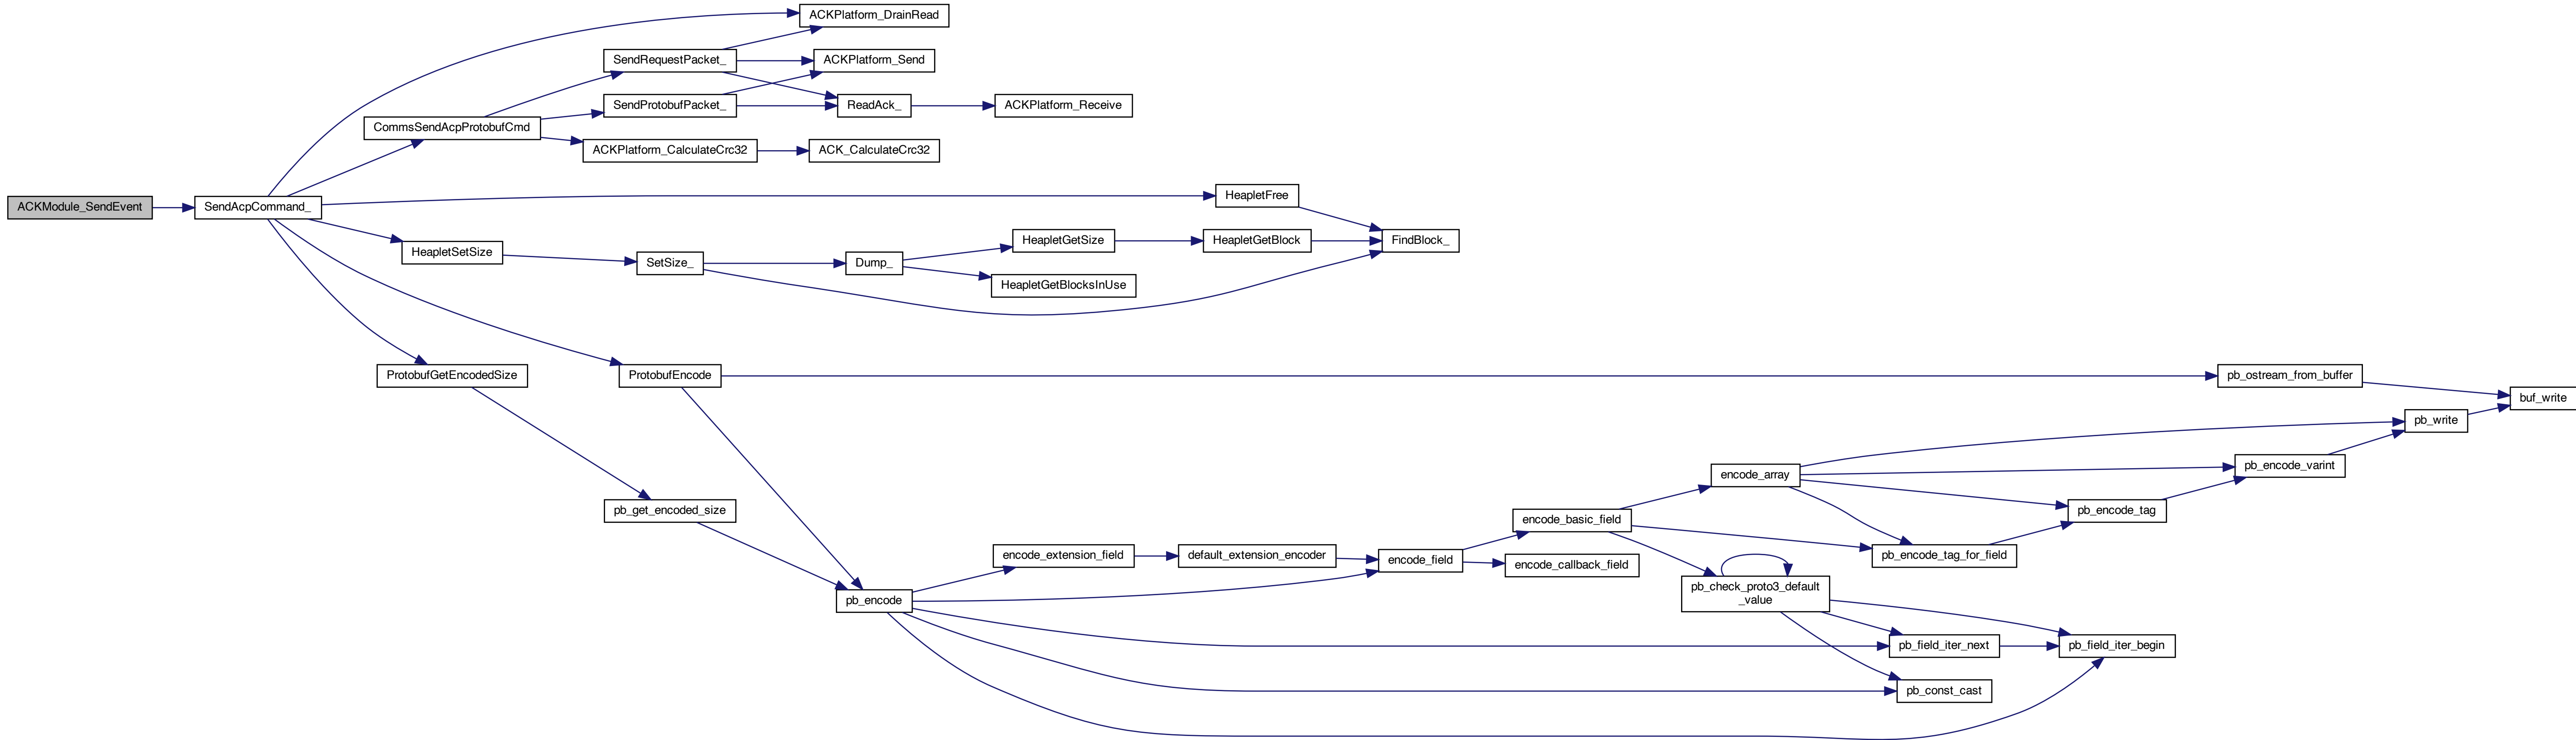 ACKPlatform_DrainRead
SendRequestPacket_
ACKPlatform_Send
SendProtobufPacket_
ReadAck_
ACKPlatform_Receive
CommsSendAcpProtobufCmd
ACKPlatform_CalculateCrc32
ACK_CalculateCrc32
ACKModule_SendEvent
SendAcpCommand_
HeapletFree
HeapletSetSize
SetSize_
Dump_
HeapletGetSize
HeapletGetBlock
FindBlock_
HeapletGetBlocksInUse
ProtobufGetEncodedSize
ProtobufEncode
pb_ostream_from_buffer
buf_write
pb_write
pb_encode_varint
encode_array
pb_get_encoded_size
pb_encode_tag
encode_basic_field
encode_extension_field
default_extension_encoder
encode_field
encode_callback_field
pb_encode_tag_for_field
pb_encode
pb_check_proto3_default
_value
pb_field_iter_next
pb_field_iter_begin
pb_const_cast